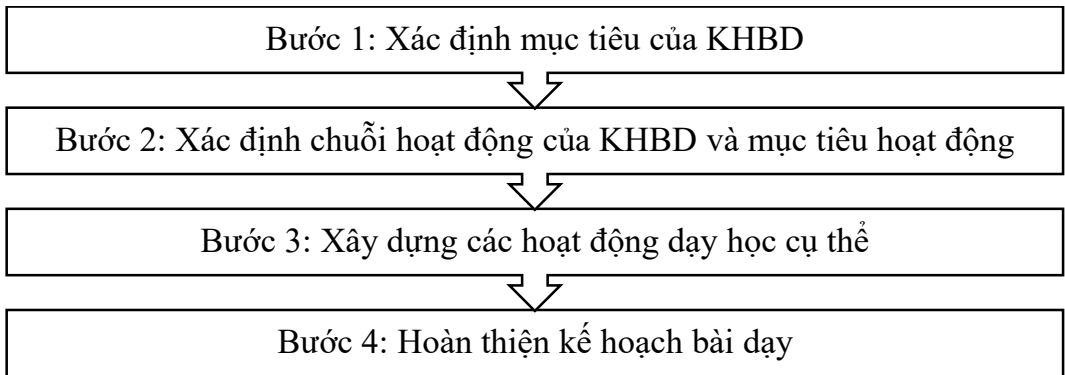 Bước 1: Xác định mục tiêu của KHBD
Bước 2: Xác định chuỗi hoạt động của KHBD và mục tiêu hoạt động
Bước 3: Xây dựng các hoạt động dạy học cụ thể
Bước 4: Hoàn thiện kế hoạch bài dạy